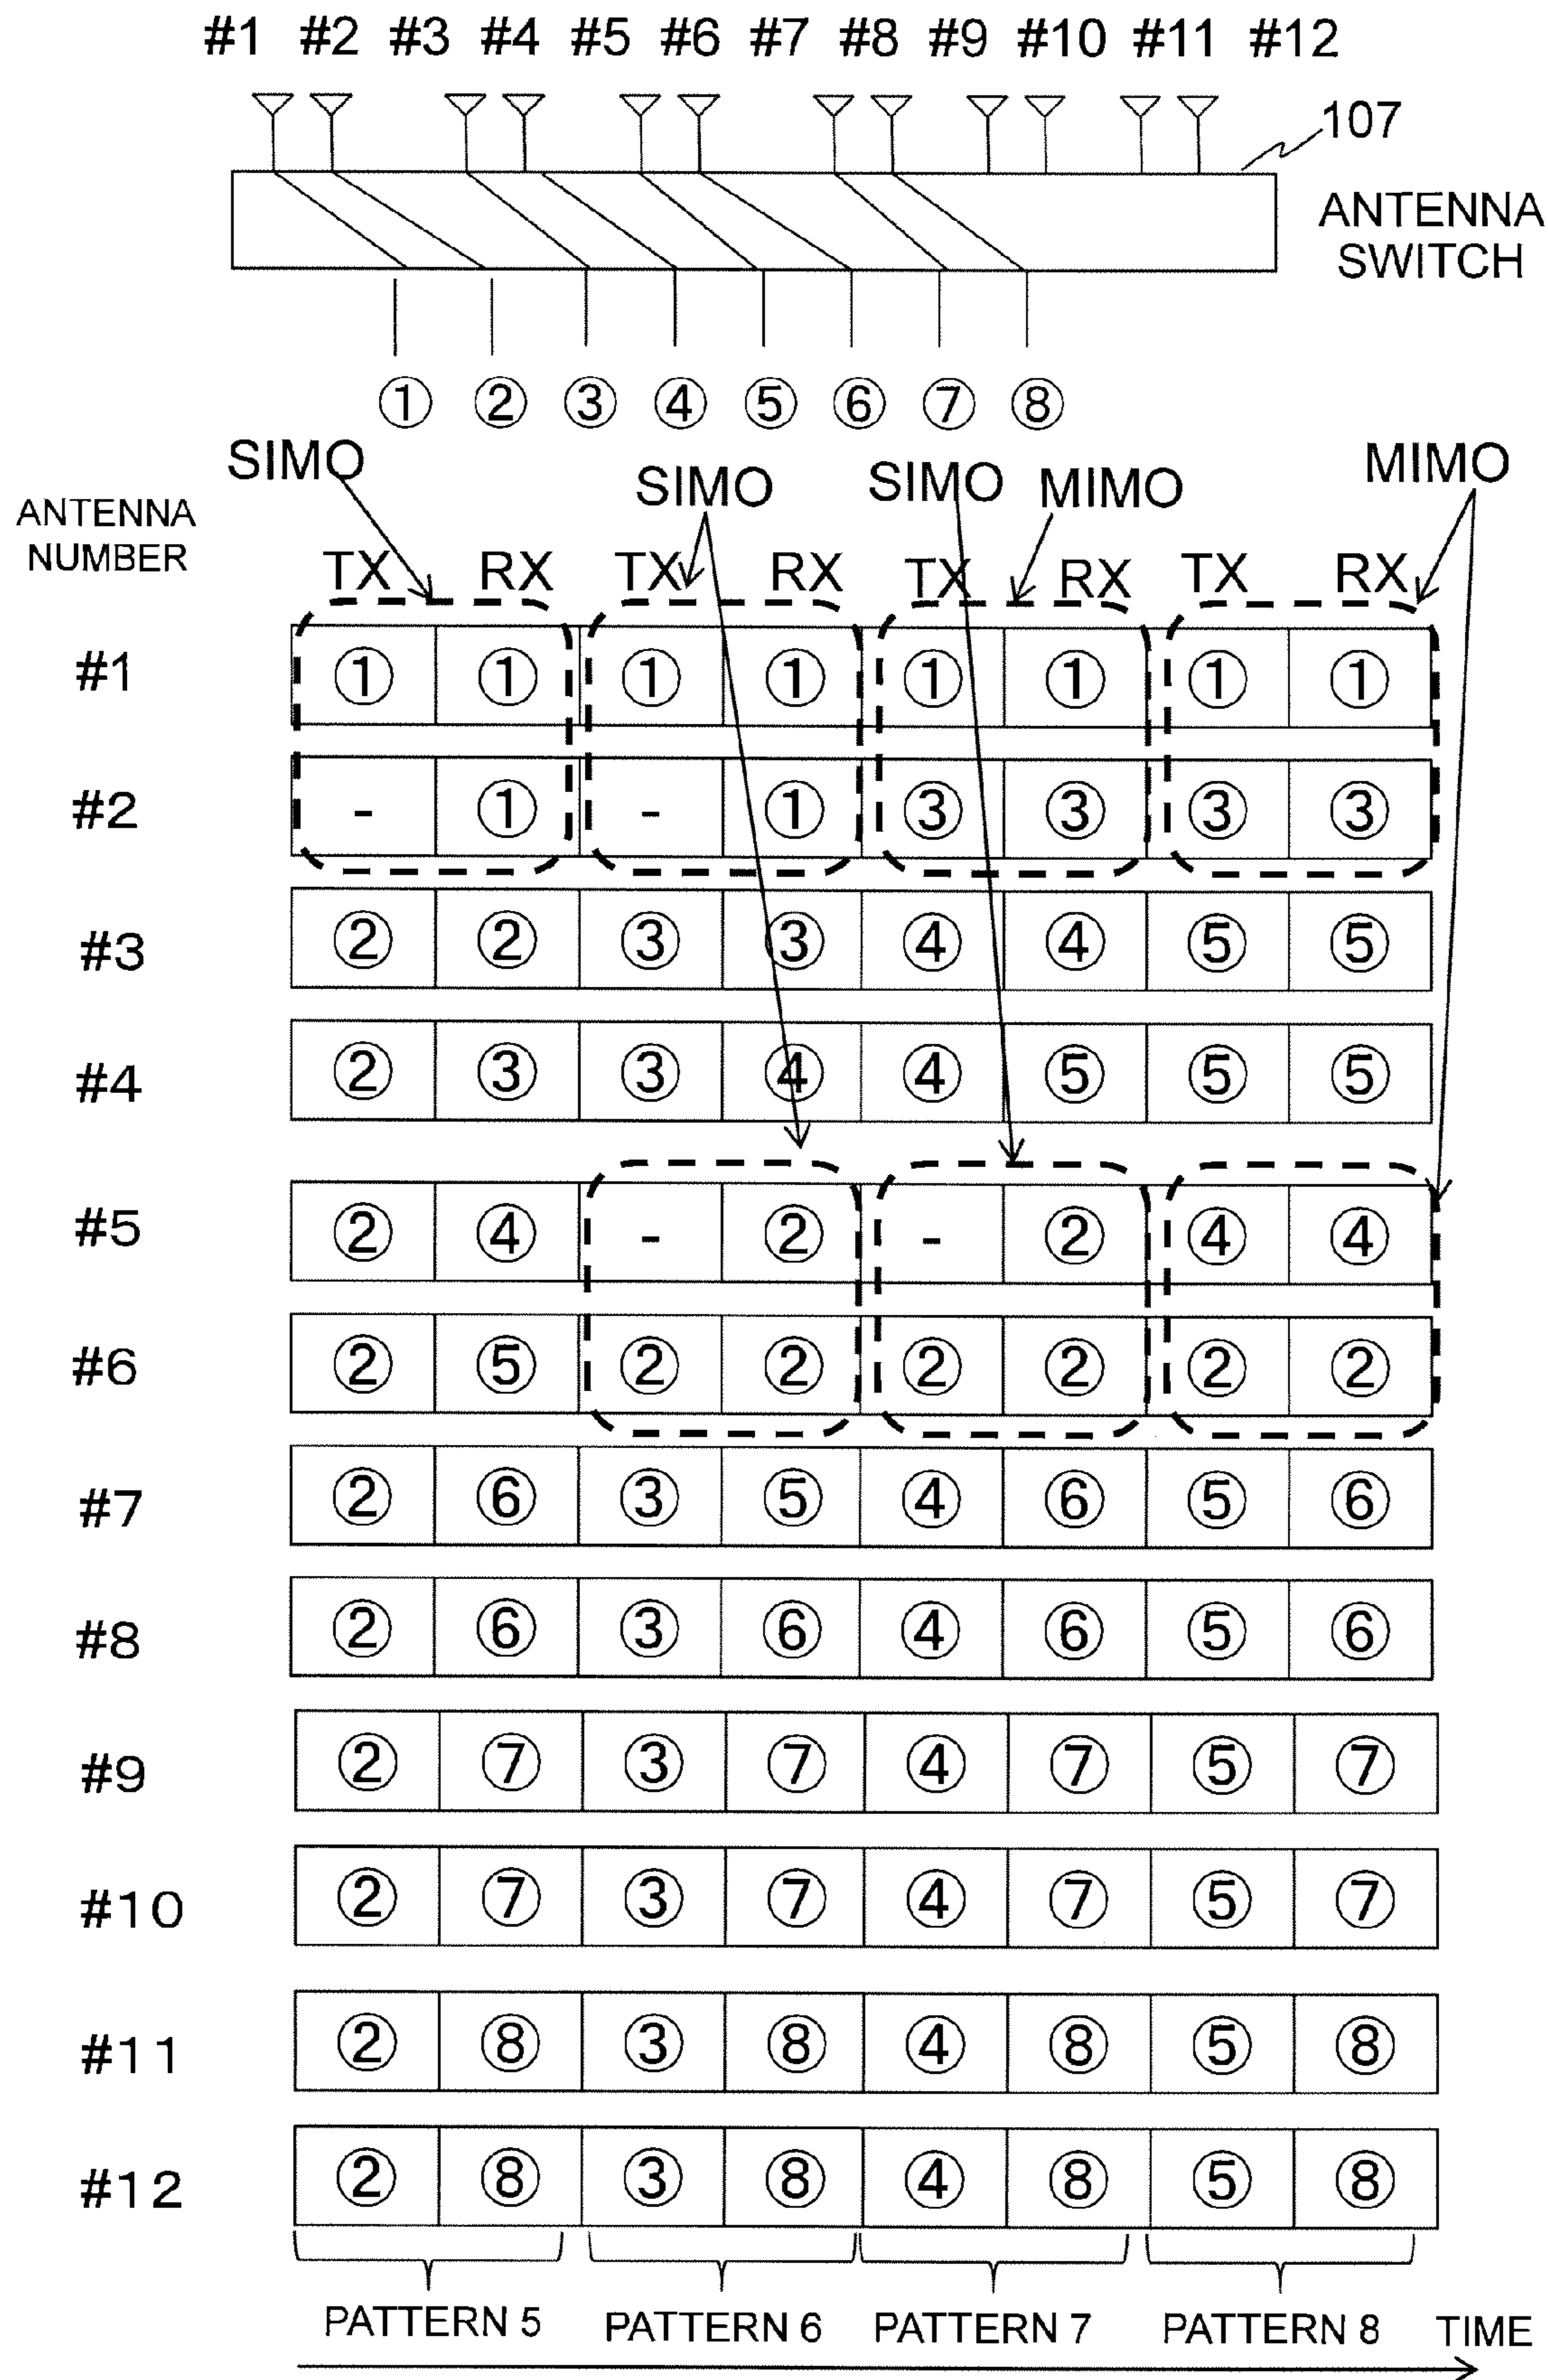 #1 #2 #3 #4 #5 #6 #7 #8 #9 #10 #11 #12
107
ANTENNA
SWITCH
① ② ③ ④ ⑤ ⑥ ⑦ ⑧
SIMO SIMO SIMO MIMO MIMO
ANTENNA
NUMBER
TX RX TX RX TX RX TX RX
#1 ① ① ① ① ① ① ① ①
#2 - ① - ① ③ ③ ③ ③
#3 ② ② ③ ③ ④ ④ ⑤ ⑤
#4 ② ③ ③ ④ ④ ⑤ ⑤ ⑤
#5 ② ④ - ② - ② ④ ④
#6 ② ⑤ ② ② ② ② ② ②
#7 ② ⑥ ③ ⑤ ④ ⑥ ⑤ ⑥
#8 ② ⑥ ③ ⑥ ④ ⑥ ⑤ ⑥
#9 ② ⑦ ③ ⑦ ④ ⑦ ⑤ ⑦
#10 ② ⑦ ③ ⑦ ④ ⑦ ⑤ ⑦
#11 ② ⑧ ③ ⑧ ④ ⑧ ⑤ ⑧
#12 ② ⑧ ③ ⑧ ④ ⑧ ⑤ ⑧
PATTERN 5 PATTERN 6 PATTERN 7 PATTERN 8 TIME